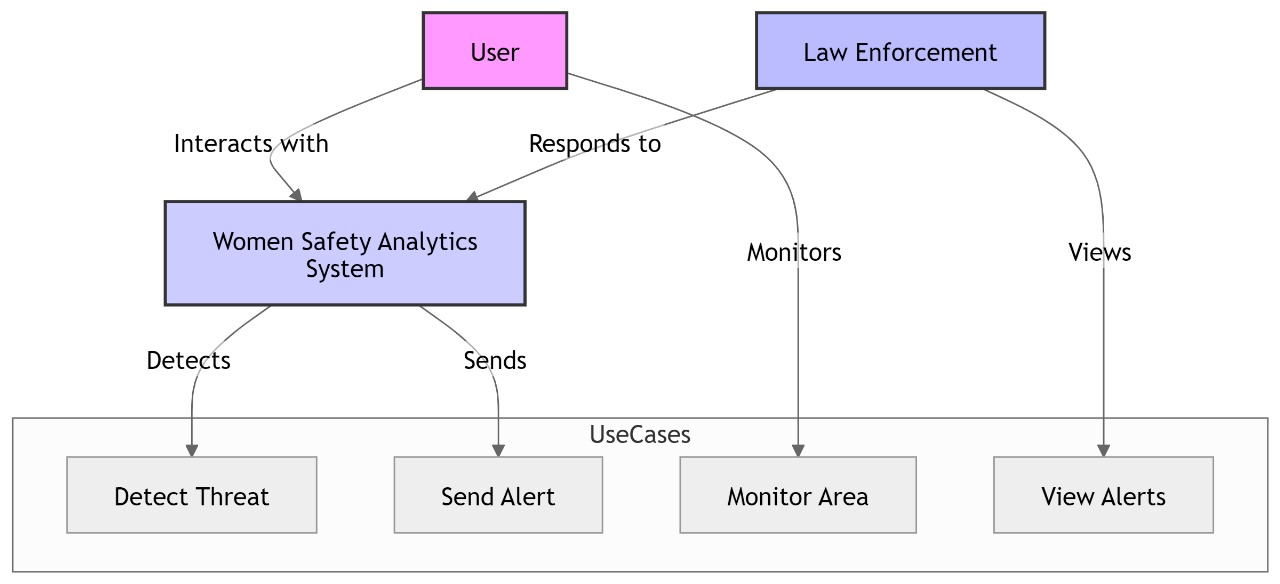 User
Law Enforcement
Interacts with
Responds to
Women Safety Analytics
System
Monitors
Views
Detects
Sends
UseCases
Detect Threat
Send Alert
Monitor Area
View Alerts